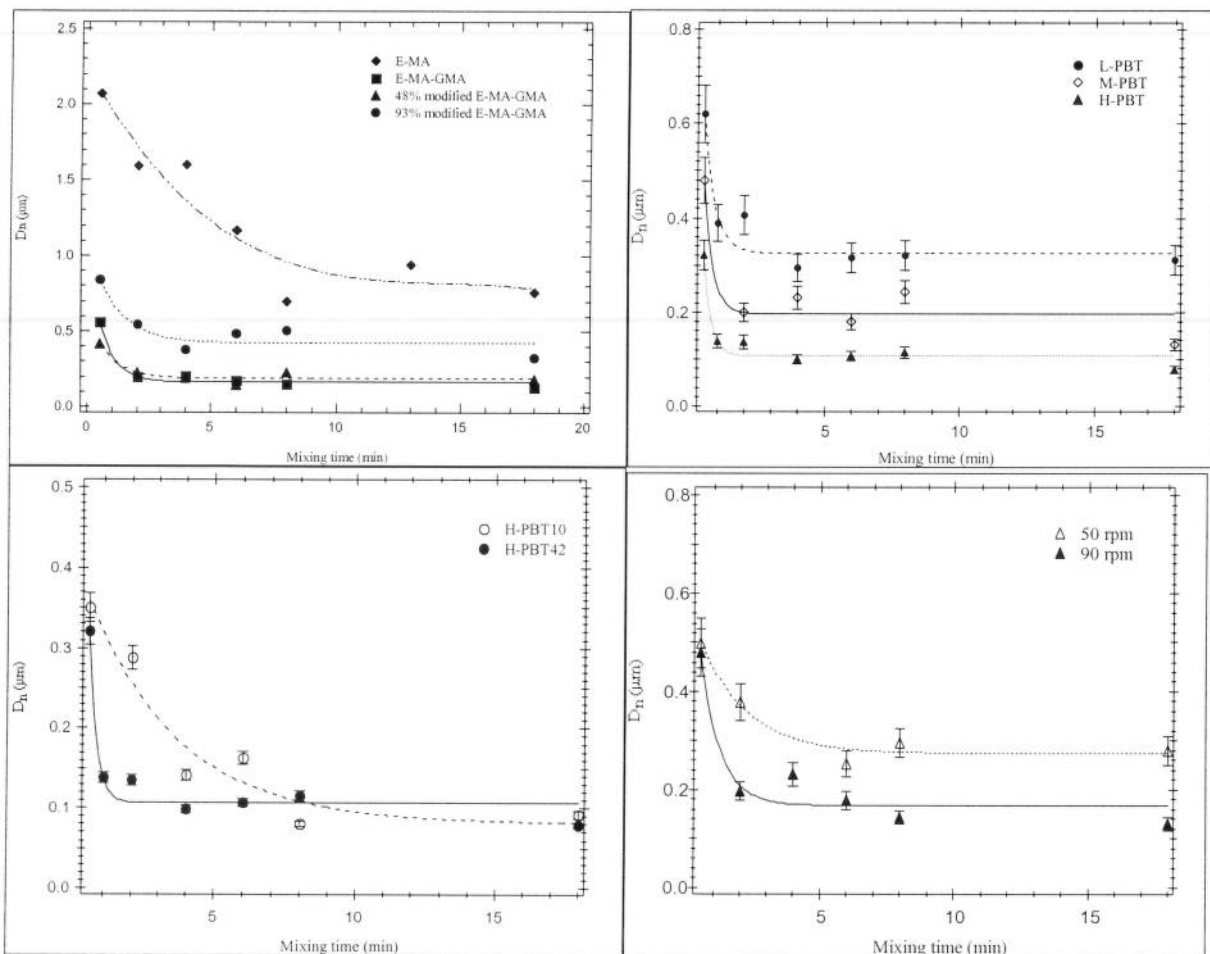 2.5
2.0
1.5
1.0
0.5
0.0
Dn (μm)
E-MA
E-MA-GMA
48% modified E-MA-GMA
93% modified E-MA-GMA
0 5 10 15 20
Mixing time (min)
0.8
0.6
0.4
0.2
0.0
Dn (μm)
L-PBT
M-PBT
H-PBT
5 10 15
Mixing time (min)
0.5
0.4
0.3
0.2
0.1
0.0
Dn (μm)
H-PBT10
H-PBT42
5 10 15
Mixing time (min)
0.8
0.6
0.4
0.2
0.0
Dn (μm)
50 rpm
90 rpm
5 10 15
Mixing time (min)